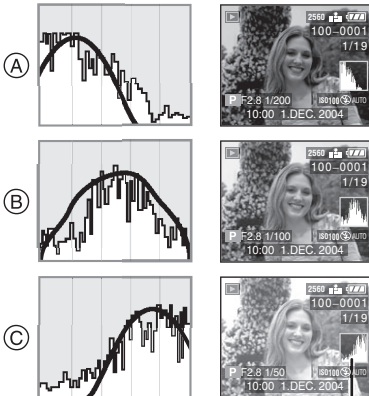 A
2560
100-0001
1/19
P F2.8 1/200 ISO100 AUTO
10:00 1.DEC. 2004
B
2560
100-0001
1/19
P F2.8 1/100 ISO100 AUTO
10:00 1.DEC. 2004
C
2560
100-0001
1/19
P F2.8 1/50 ISO100 AUTO
10:00 1.DEC. 2004